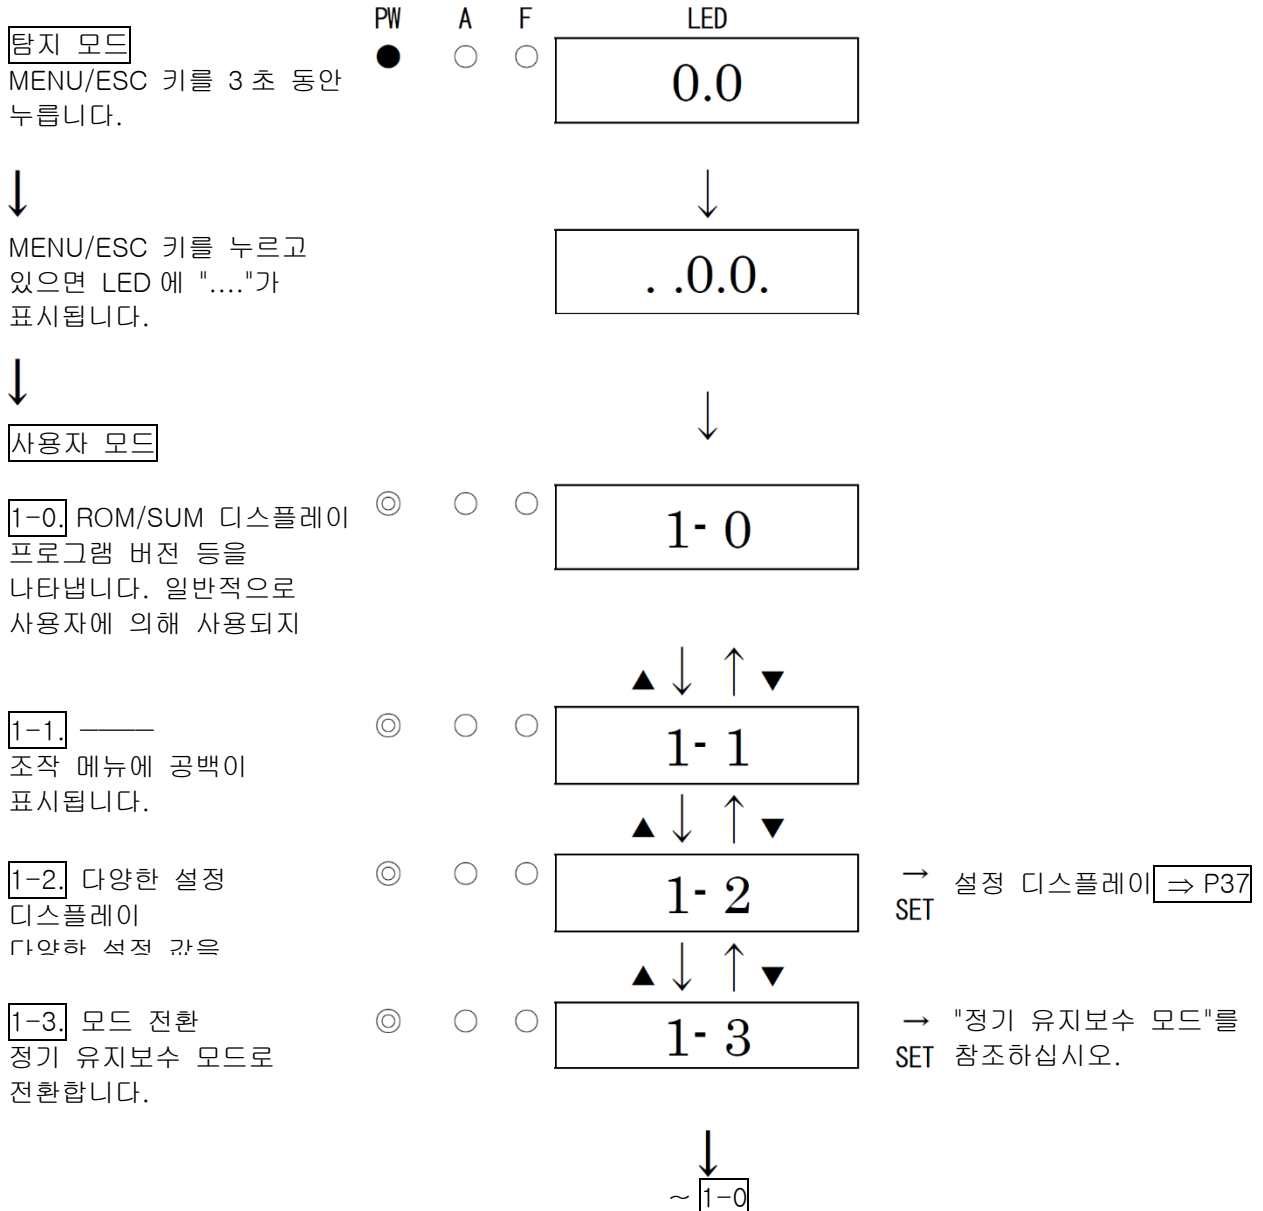 PW A F LED
탐지 모드
MENU/ESC 키를 3 초 동안
누릅니다.
● ○ ○ 0.0
↓ ↓
MENU/ESC 키를 누르고
있으면 LED 에 "...."가
표시됩니다.
. .0.0.
↓ ↓
사용자 모드
1-0. ROM/SUM 디스플레이
프로그램 버전 등을
나타냅니다. 일반적으로
사용자에 의해 사용되지
◎ ○ ○ 1- 0
▲ ↓ ↑ ▼
1-1. ────
조작 메뉴에 공백이
표시됩니다.
◎ ○ ○ 1- 1
▲ ↓ ↑ ▼
1-2. 다양한 설정
디스플레이
다양한 설정 값을
◎ ○ ○ 1- 2
→ 설정 디스플레이 ⇒ P37
SET
▲ ↓ ↑ ▼
1-3. 모드 전환
정기 유지보수 모드로
전환합니다.
◎ ○ ○ 1- 3
→ "정기 유지보수 모드"를
SET 참조하십시오.
↓
~ 1-0